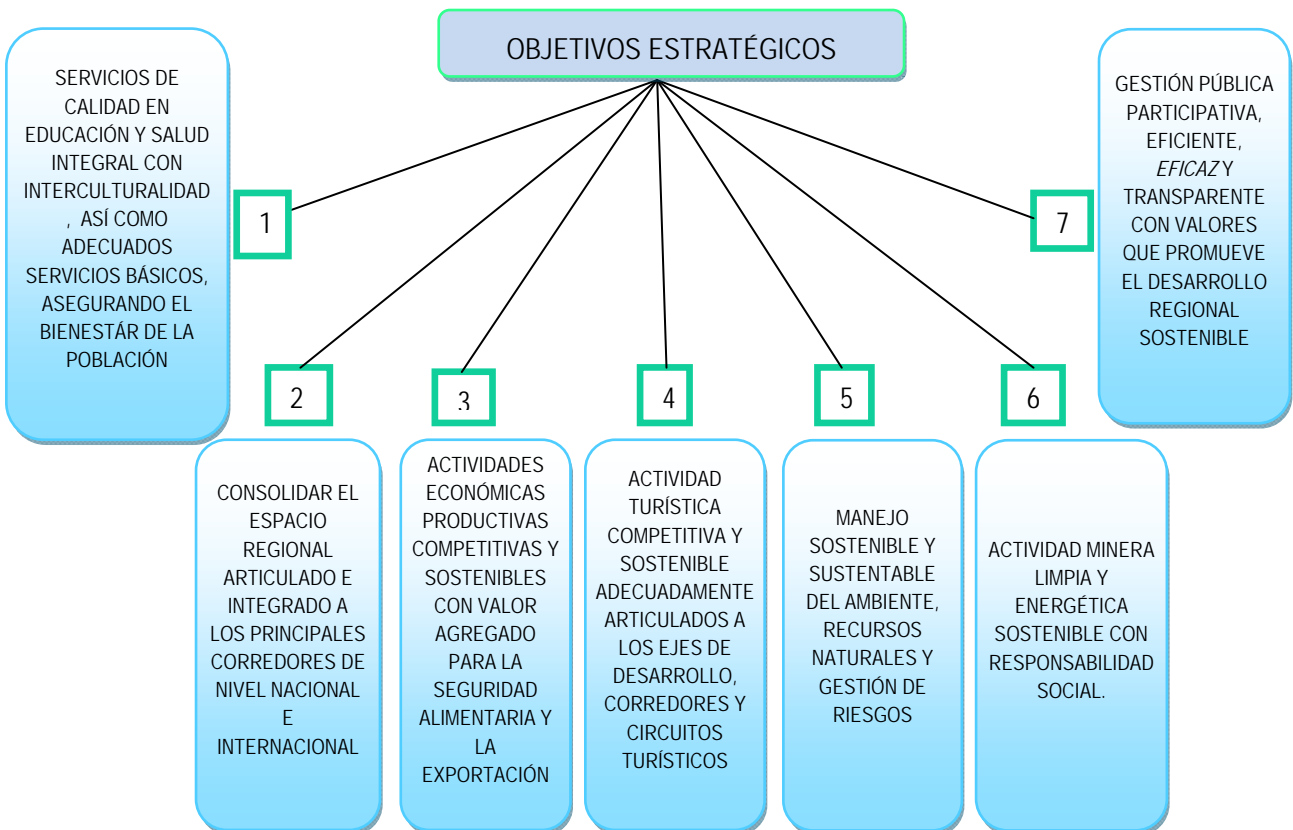 OBJETIVOS ESTRATÉGICOS
SERVICIOS DE
CALIDAD EN
EDUCACIÓN Y SALUD
INTEGRAL CON
INTERCULTURALIDAD
, ASÍ COMO
ADECUADOS
SERVICIOS BÁSICOS,
ASEGURANDO EL
BIENESTÁR DE LA
POBLACIÓN
1
2
CONSOLIDAR EL
ESPACIO
REGIONAL
ARTICULADO E
INTEGRADO A
LOS PRINCIPALES
CORREDORES DE
NIVEL NACIONAL
E
INTERNACIONAL
3
ACTIVIDADES
ECONÓMICAS
PRODUCTIVAS
COMPETITIVAS Y
SOSTENIBLES
CON VALOR
AGREGADO
PARA LA
SEGURIDAD
ALIMENTARIA Y
LA
EXPORTACIÓN
4
ACTIVIDAD
TURÍSTICA
COMPETITIVA Y
SOSTENIBLE
ADECUADAMENTE
ARTICULADOS A
LOS EJES DE
DESARROLLO,
CORREDORES Y
CIRCUITOS
TURÍSTICOS
5
MANEJO
SOSTENIBLE Y
SUSTENTABLE
DEL AMBIENTE,
RECURSOS
NATURALES Y
GESTIÓN DE
RIESGOS
6
ACTIVIDAD MINERA
LIMPIA Y
ENERGÉTICA
SOSTENIBLE CON
RESPONSABILIDAD
SOCIAL.
7
GESTIÓN PÚBLICA
PARTICIPATIVA,
EFICIENTE,
EFICAZ Y
TRANSPARENTE
CON VALORES
QUE PROMUEVE
EL DESARROLLO
REGIONAL
SOSTENIBLE